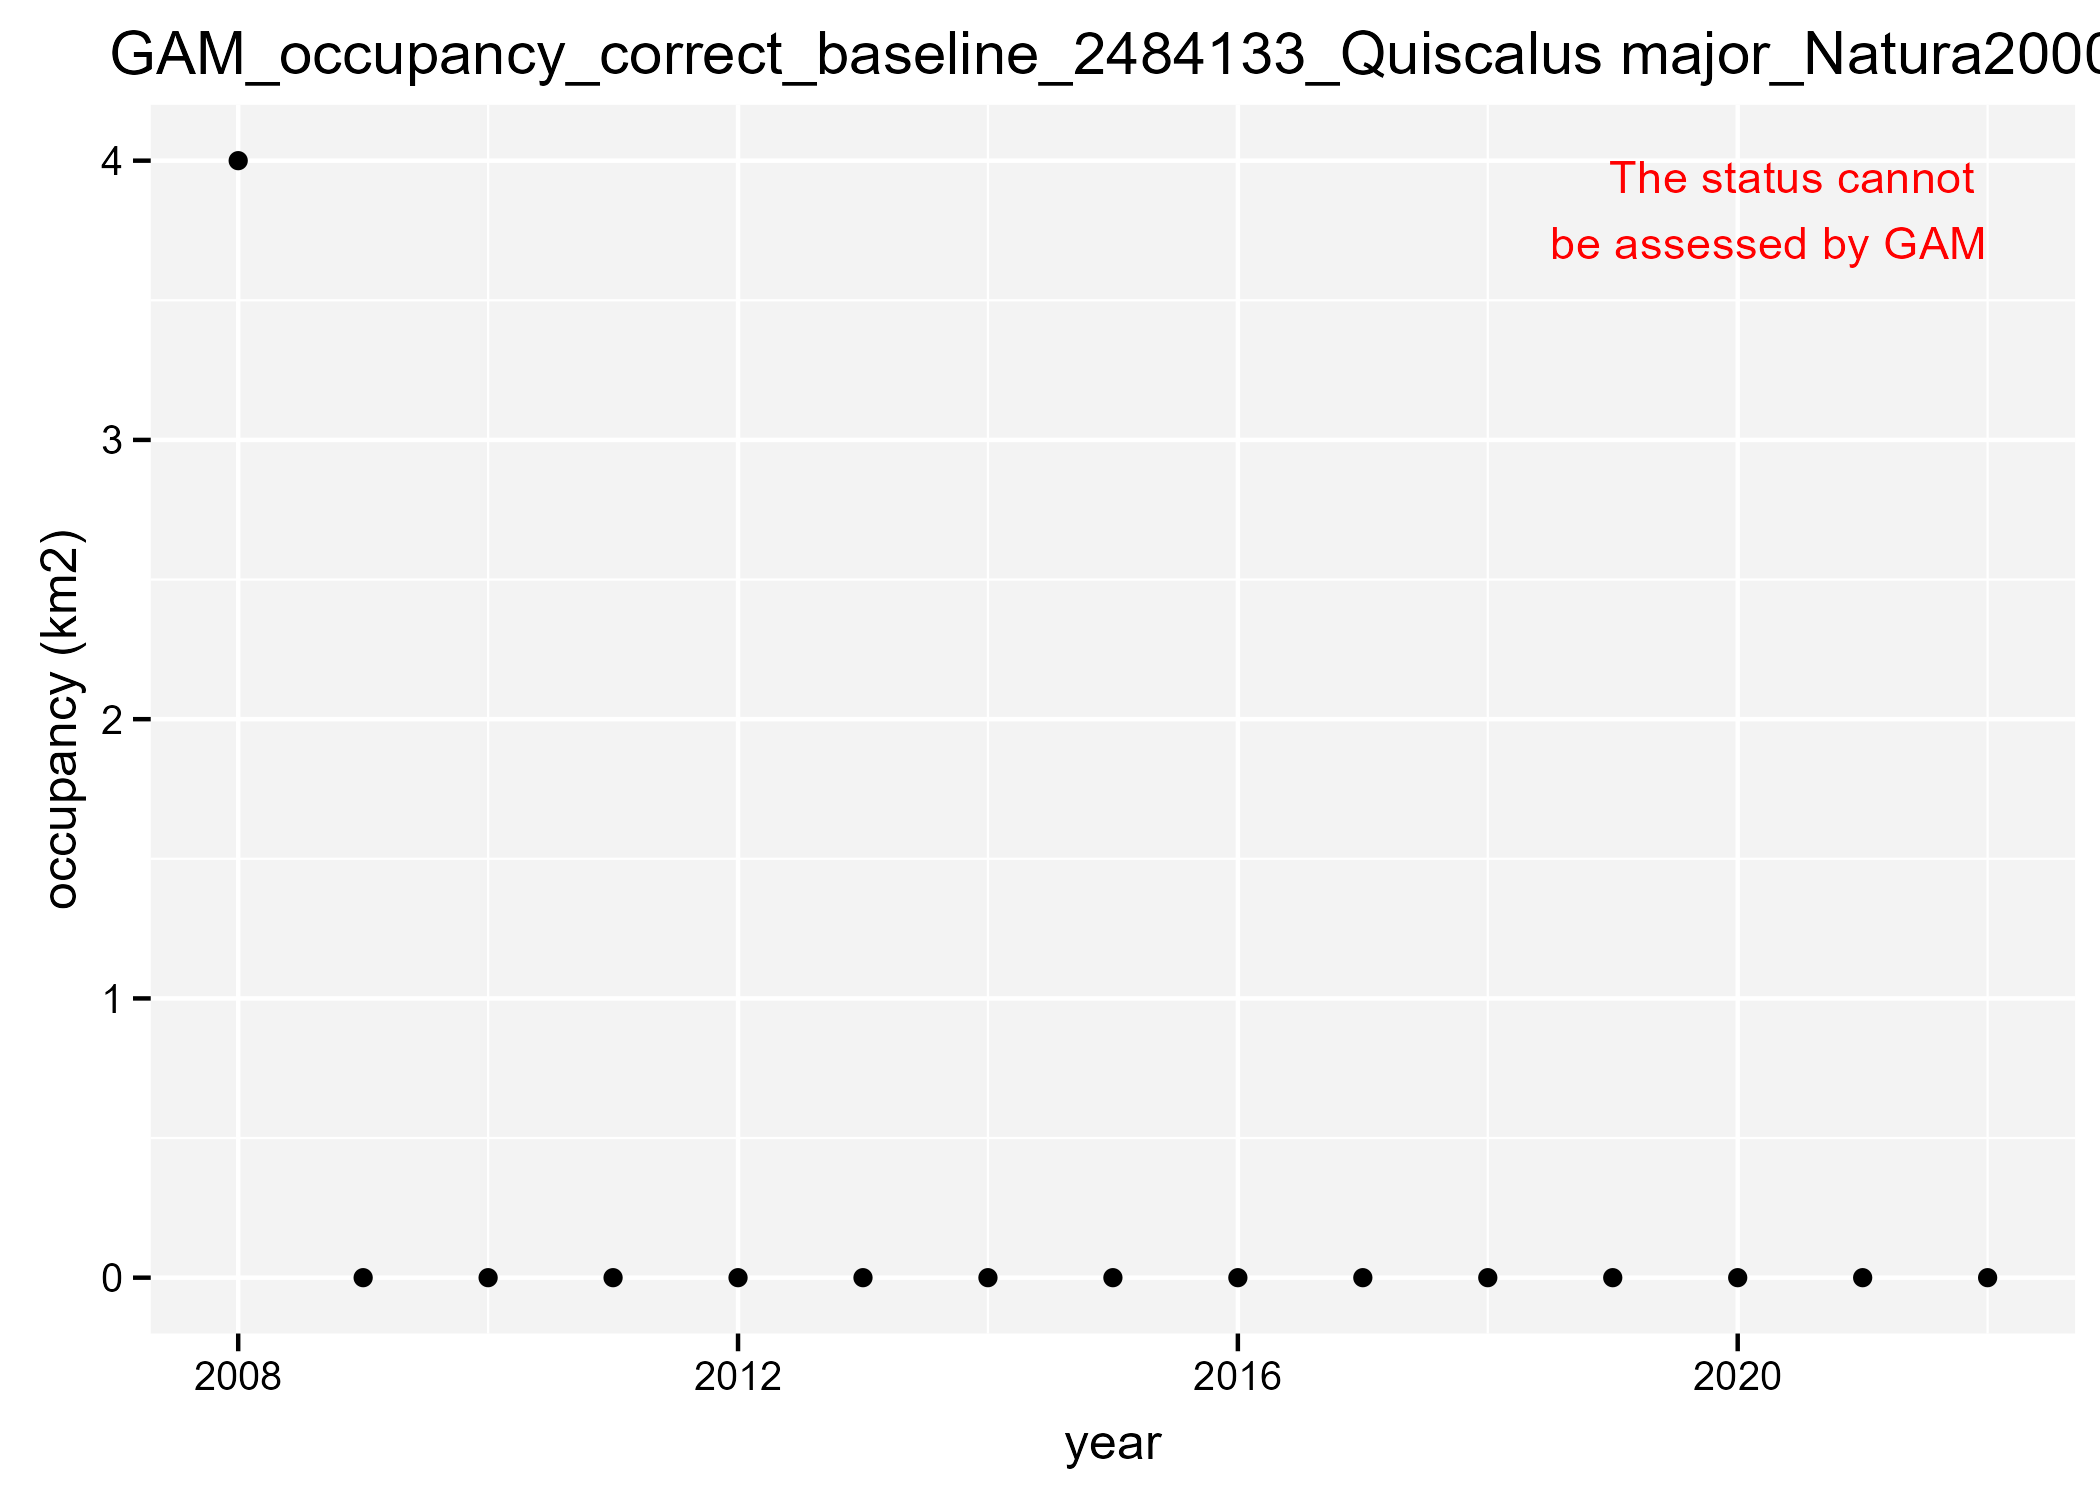 GAM_occupancy_correct_baseline_2484133_Quiscalus major_Natura2000
The status cannot
be assessed by GAM
4
3
2
1
0
occupancy (km2)
2008 2012 2016 2020
year